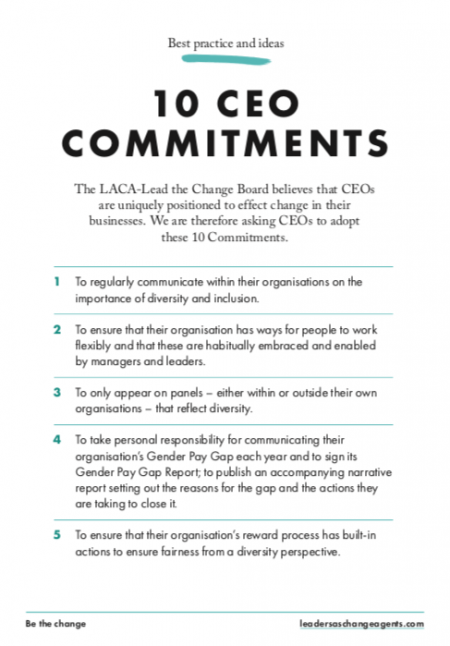 Best practice and ideas
10 CEO
COMMITMENTS
The LACA-Lead the Change Board believes that CEOs
are uniquely positioned to effect change in their
businesses. We are therefore asking CEOs to adopt
these 10 Commitments.
1 To regularly communicate within their organisations on the
importance of diversity and inclusion.
2 To ensure that their organisation has ways for people to work
flexibly and that these are habitually embraced and enabled
by managers and leaders.
3 To only appear on panels – either within or outside their own
organisations – that reflect diversity.
4 To take personal responsibility for communicating their
organisation's Gender Pay Gap each year and to sign its
Gender Pay Gap Report; to publish an accompanying narrative
report setting out the reasons for the gap and the actions they
are taking to close it.
5 To ensure that their organisation's reward process has built-in
actions to ensure fairness from a diversity perspective.
Be the change
leadersaschangeagents.com